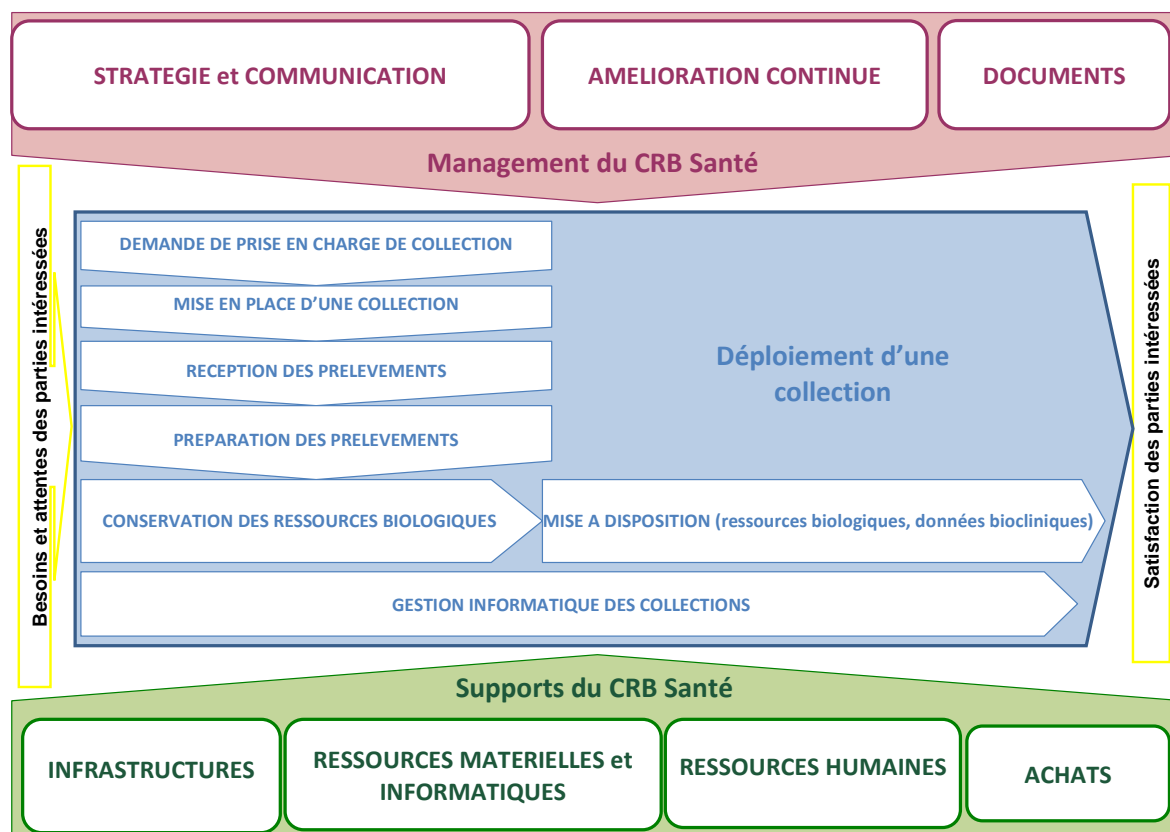 STRATEGIE et COMMUNICATION
AMELIORATION CONTINUE
DOCUMENTS
Management du CRB Santé
Besoins et attentes des parties intéressées
DEMANDE DE PRISE EN CHARGE DE COLLECTION
MISE EN PLACE D’UNE COLLECTION
RECEPTION DES PRELEVEMENTS
PREPARATION DES PRELEVEMENTS
Déploiement d’une
collection
CONSERVATION DES RESSOURCES BIOLOGIQUES
MISE A DISPOSITION (ressources biologiques, données biocliniques)
GESTION INFORMATIQUE DES COLLECTIONS
Satisfaction des parties intéressées
Supports du CRB Santé
INFRASTRUCTURES
RESSOURCES MATERIELLES et
INFORMATIQUES
RESSOURCES HUMAINES
ACHATS